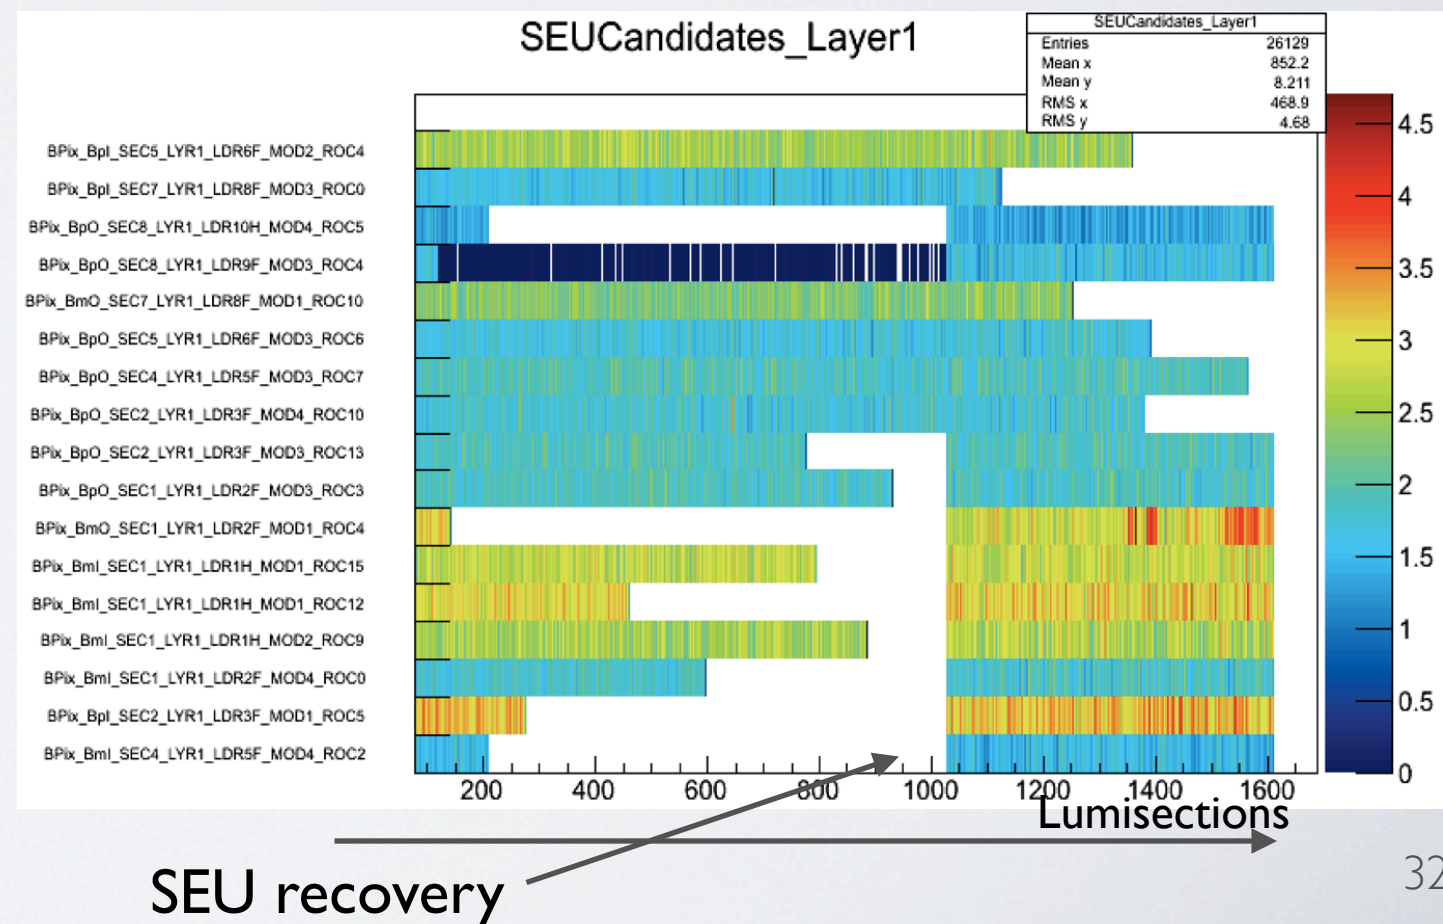 SEUCandidates_Layer1
SEUCandidates_Layer1
Entries 26129
Mean x 852.2
Mean y 8.211
RMS x 468.9
RMS y 4.68
BPix_BpI_SEC5_LYR1_LDR6F_MOD2_ROC4
BPix_BpI_SEC7_LYR1_LDR8F_MOD3_ROC0
BPix_BpO_SEC8_LYR1_LDR10H_MOD4_ROC5
BPix_BpO_SEC8_LYR1_LDR9F_MOD3_ROC4
BPix_BmO_SEC7_LYR1_LDR8F_MOD1_ROC10
BPix_BpO_SEC5_LYR1_LDR6F_MOD3_ROC6
BPix_BpO_SEC4_LYR1_LDR5F_MOD3_ROC7
BPix_BpO_SEC2_LYR1_LDR3F_MOD4_ROC10
BPix_BpO_SEC2_LYR1_LDR3F_MOD3_ROC13
BPix_BpO_SEC1_LYR1_LDR2F_MOD3_ROC3
BPix_BmO_SEC1_LYR1_LDR2F_MOD1_ROC4
BPix_BmI_SEC1_LYR1_LDR1H_MOD1_ROC15
BPix_BmI_SEC1_LYR1_LDR1H_MOD1_ROC12
BPix_BmI_SEC1_LYR1_LDR1H_MOD2_ROC9
BPix_BmI_SEC1_LYR1_LDR2F_MOD4_ROC0
BPix_BpI_SEC2_LYR1_LDR3F_MOD1_ROC5
BPix_BmI_SEC4_LYR1_LDR5F_MOD4_ROC2
4.5
4
3.5
3
2.5
2
1.5
1
0.5
0
200 400 600 800 1000 1200 1400 1600
Lumisections
SEU recovery
32